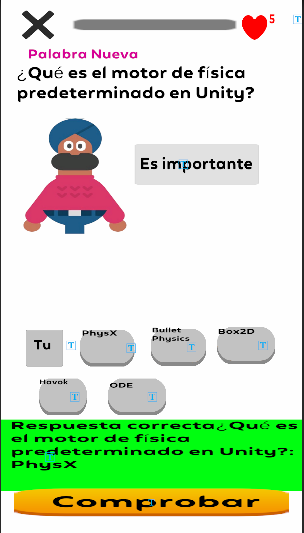 5
Palabra Nueva
¿Qué es el motor de física
predeterminado en Unity?
Es importante
Tu
PhysX
Bullet
Physics
Box2D
Havok
ODE
Respuesta correcta¿Qué es
el motor de física
predeterminado en Unity?:
PhysX
Comprobar